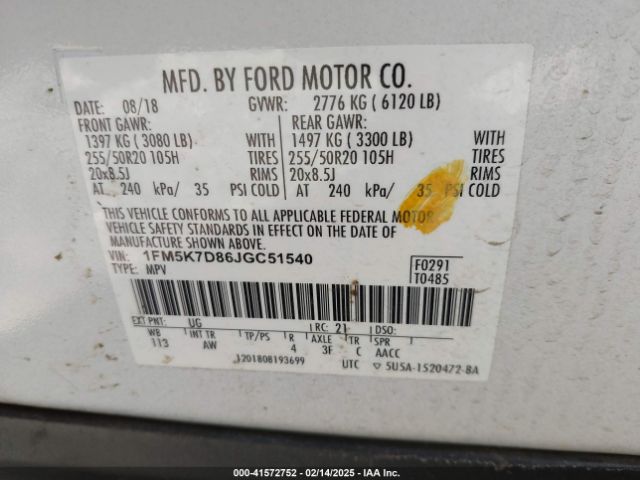 MFD. BY FORD MOTOR CO.
DATE: 08/18 GVWR: 2776 KG ( 6120 LB)
FRONT GAWR: REAR GAWR:
1397 KG ( 3080 LB) WITH 1497 KG ( 3300 LB) WITH
255/50R20 105H TIRES 255/50R20 105H TIRES
20x8.5J RIMS 20x8.5J RIMS
AT 240 kPa/ 35 PSI COLD AT 240 kPa/ 35 PSI COLD
THIS VEHICLE CONFORMS TO ALL APPLICABLE FEDERAL MOTOR
VEHICLE SAFETY STANDARDS IN EFFECT ON THE DATE OF
MANUFACTURE SHOWN ABOVE.
VIN: 1FM5K7D86JGC51540
TYPE: MPV
F0291
T0485
EXT PNT: UG RC: 21 DSO:
WB INT TR TP/PS R AXLE TR SPR
113 AW 4 3F C AACC
J201808193699 UTC ▽ 5U5A-1520472-BA
000-41572752 — 02/14/2025 — IAA Inc.